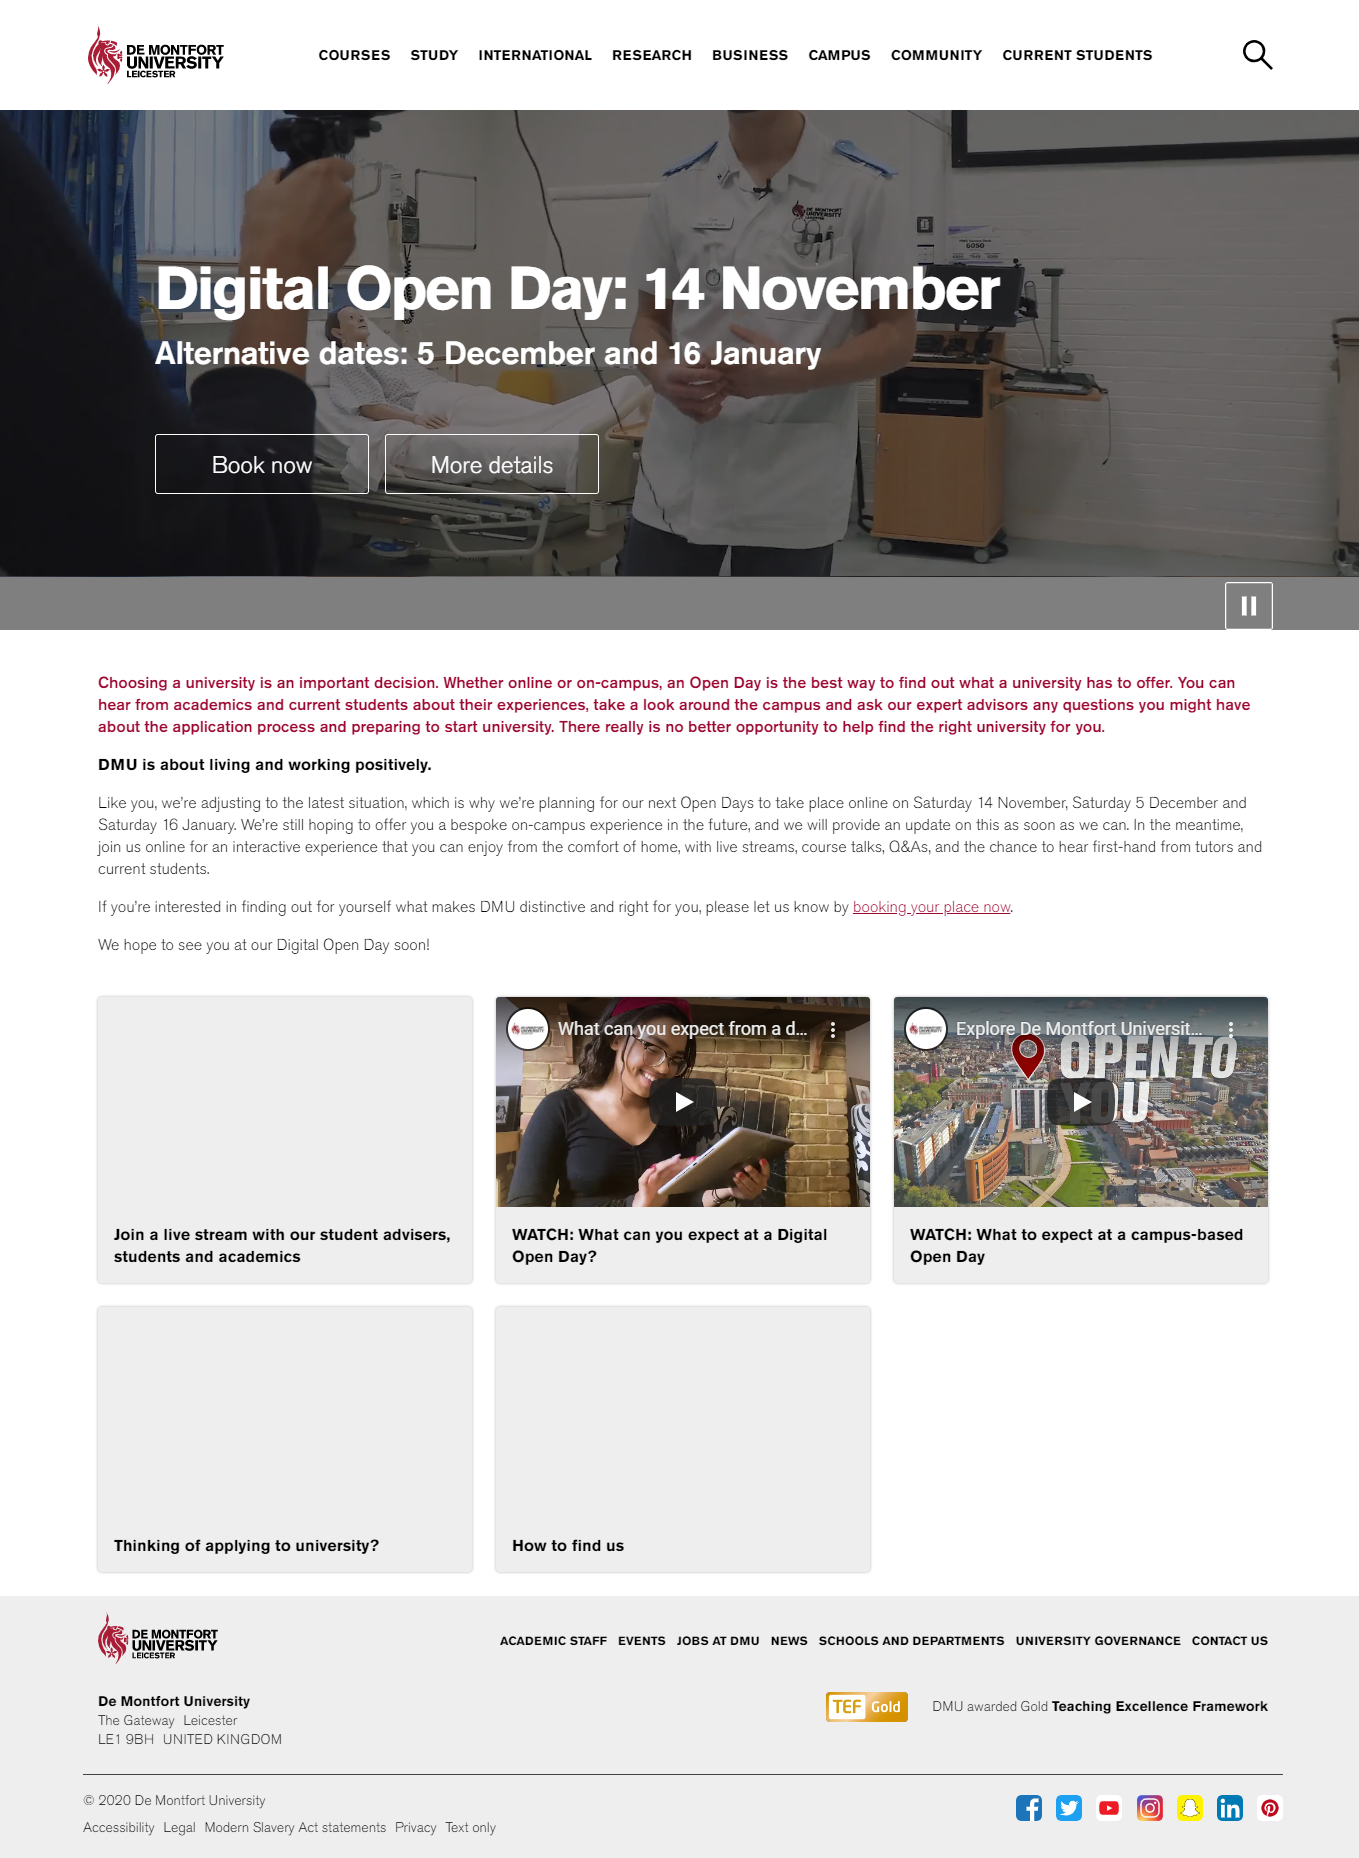 DE MONTFORT
UNIVERSITY
LEICESTER
COURSES STUDY INTERNATIONAL RESEARCH BUSINESS CAMPUS COMMUNITY CURRENT STUDENTS
DE MONTFORT
UNIVERSITY
Digital Open Day: 14 November
Alternative dates: 5 December and 16 January
Book now
More details
Choosing a university is an important decision. Whether online or on-campus, an Open Day is the best way to find out what a university has to offer. You can
hear from academics and current students about their experiences, take a look around the campus and ask our expert advisors any questions you might have
about the application process and preparing to start university. There really is no better opportunity to help find the right university for you.
DMU is about living and working positively.
Like you, we're adjusting to the latest situation, which is why we're planning for our next Open Days to take place online on Saturday 14 November, Saturday 5 December and
Saturday 16 January. We're still hoping to offer you a bespoke on-campus experience in the future, and we will provide an update on this as soon as we can. In the meantime,
join us online for an interactive experience that you can enjoy from the comfort of home, with live streams, course talks, Q&As, and the chance to hear first-hand from tutors and
current students.
If you're interested in finding out for yourself what makes DMU distinctive and right for you, please let us know by booking your place now.
We hope to see you at our Digital Open Day soon!
What can you expect from a d...
Explore De Montfort Universit...
OPEN TO
YOU
Join a live stream with our student advisers,
students and academics
WATCH: What can you expect at a Digital
Open Day?
WATCH: What to expect at a campus-based
Open Day
Thinking of applying to university?
How to find us
DE MONTFORT
UNIVERSITY
LEICESTER
ACADEMIC STAFF EVENTS JOBS AT DMU NEWS SCHOOLS AND DEPARTMENTS UNIVERSITY GOVERNANCE CONTACT US
De Montfort University
The Gateway Leicester
LE1 9BH UNITED KINGDOM
TEF Gold
DMU awarded Gold Teaching Excellence Framework
© 2020 De Montfort University
Accessibility Legal Modern Slavery Act statements Privacy Text only